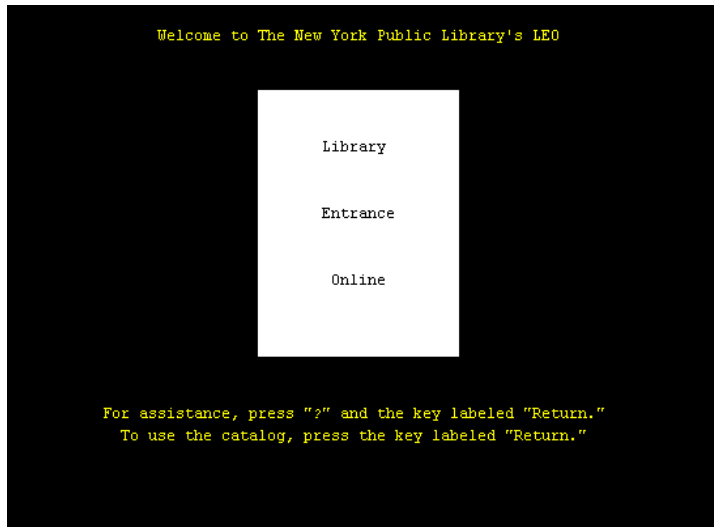 Welcome to The New York Public Library's LEO
Library
Entrance
Online
For assistance, press "?" and the key labeled "Return."
To use the catalog, press the key labeled "Return."